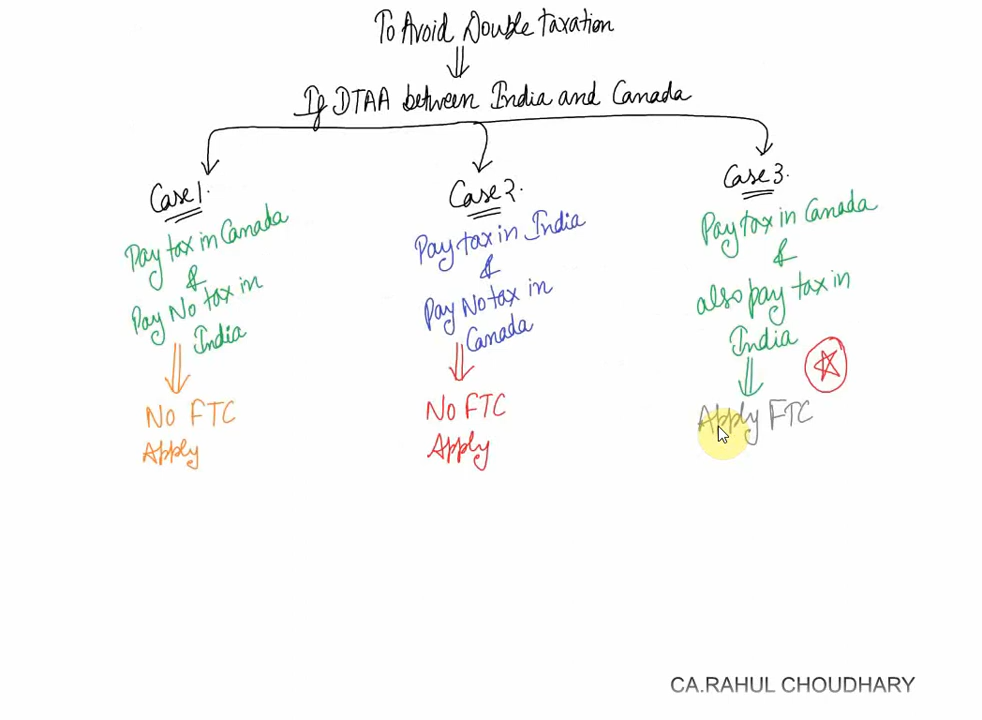 To Avoid Double taxation
If DTAA between India and Canada
Case 1.
Pay tax in Canada
&
Pay No tax in
India
No FTC
Apply
Case 2.
Pay tax in India
&
Pay No tax in
Canada
No FTC
Apply
Case 3.
Pay tax in Canada
&
also pay tax in
India
Apply FTC
CA.RAHUL CHOUDHARY